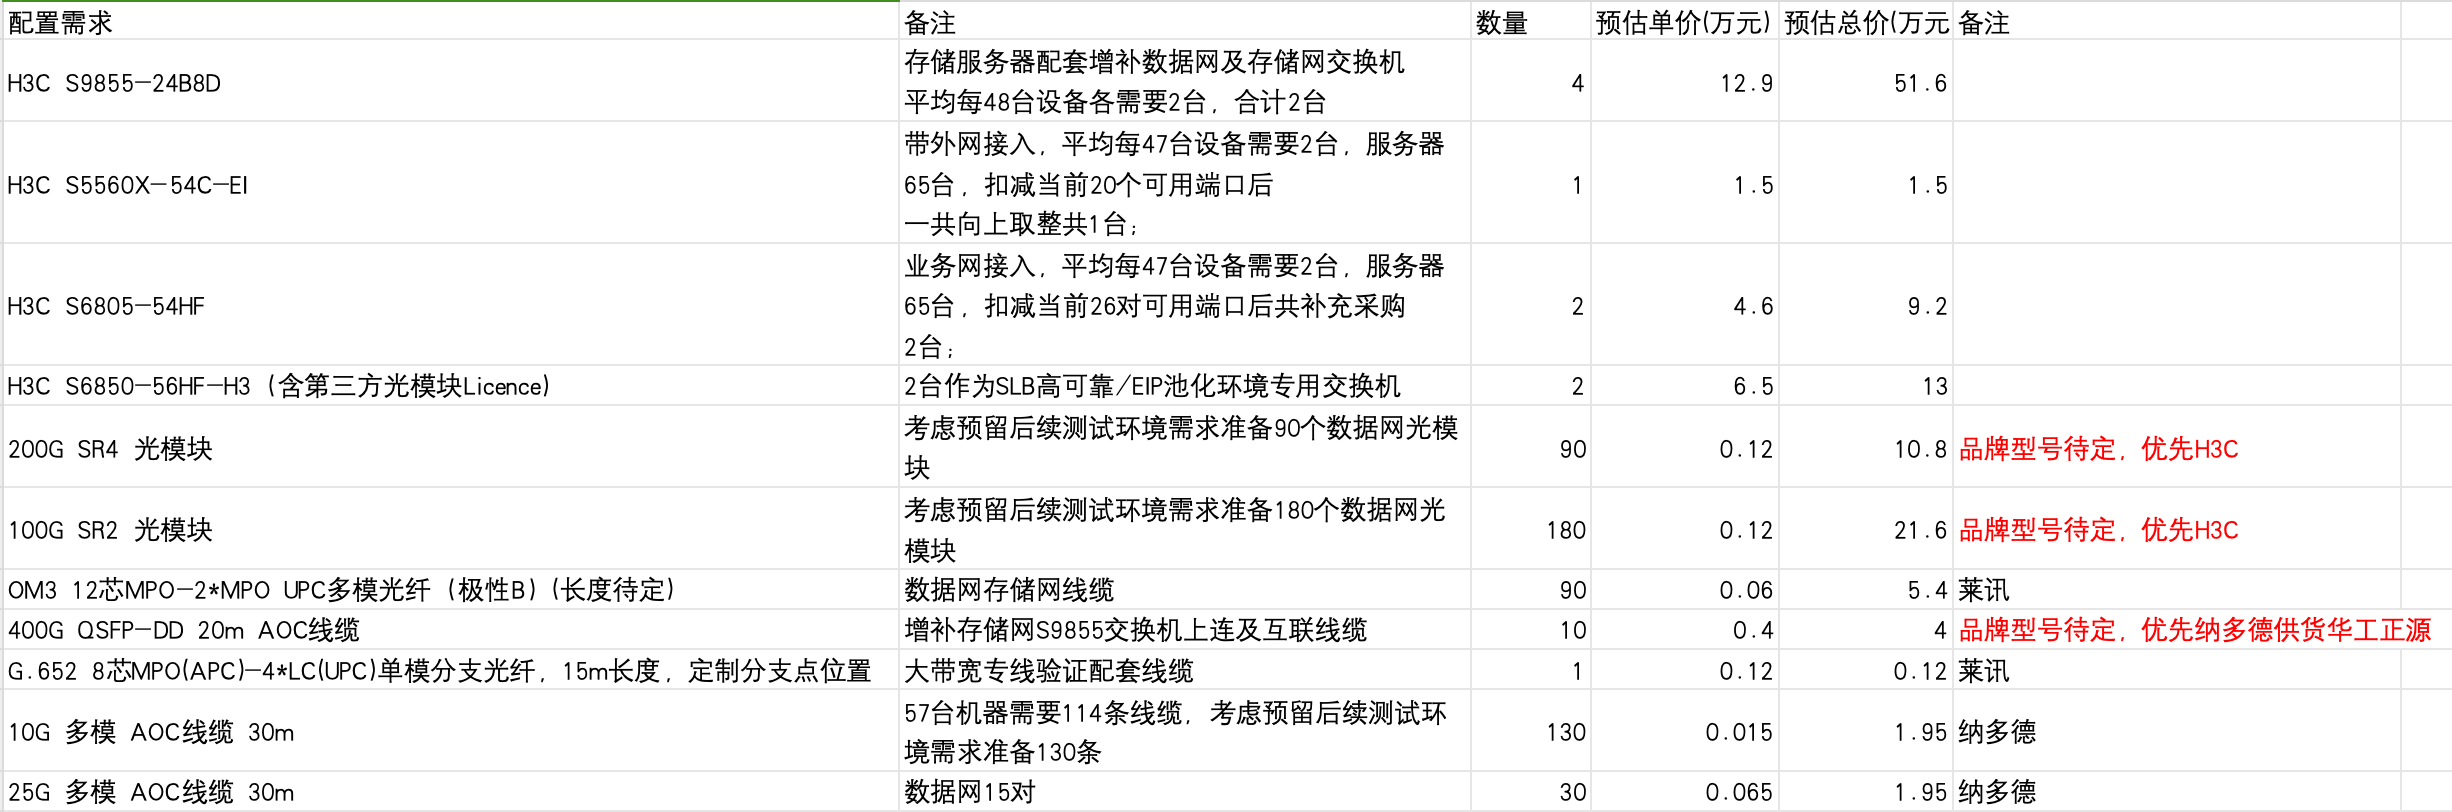 配置需求 备注 数量 预估单价(万元) 预估总价(万元 备注
H3C S9855-24B8D 存储服务器配套增补数据网及存储网交换机
平均每48台设备各需要2台，合计2台 4 12.9 51.6
H3C S5560X-54C-EI 带外网接入，平均每47台设备需要2台，服务器
65台，扣减当前20个可用端口后
一共向上取整共1台； 1 1.5 1.5
H3C S6805-54HF 业务网接入，平均每47台设备需要2台，服务器
65台，扣减当前26对可用端口后共补充采购
2台； 2 4.6 9.2
H3C S6850-56HF-H3（含第三方光模块Licence） 2台作为SLB高可靠/EIP池化环境专用交换机 2 6.5 13
200G SR4 光模块 考虑预留后续测试环境需求准备90个数据网光模
块 90 0.12 10.8 品牌型号待定，优先H3C
100G SR2 光模块 考虑预留后续测试环境需求准备180个数据网光
模块 180 0.12 21.6 品牌型号待定，优先H3C
OM3 12芯MPO-2*MPO UPC多模光纤（极性B）(长度待定) 数据网存储网线缆 90 0.06 5.4 莱讯
400G QSFP-DD 20m AOC线缆 增补存储网S9855交换机上连及互联线缆 10 0.4 4 品牌型号待定，优先纳多德供货华工正源
G.652 8芯MPO(APC)-4*LC(UPC)单模分支光纤，15m长度，定制分支点位置 大带宽专线验证配套线缆 1 0.12 0.12 莱讯
10G 多模 AOC线缆 30m 57台机器需要114条线缆，考虑预留后续测试环
境需求准备130条 130 0.015 1.95 纳多德
25G 多模 AOC线缆 30m 数据网15对 30 0.065 1.95 纳多德